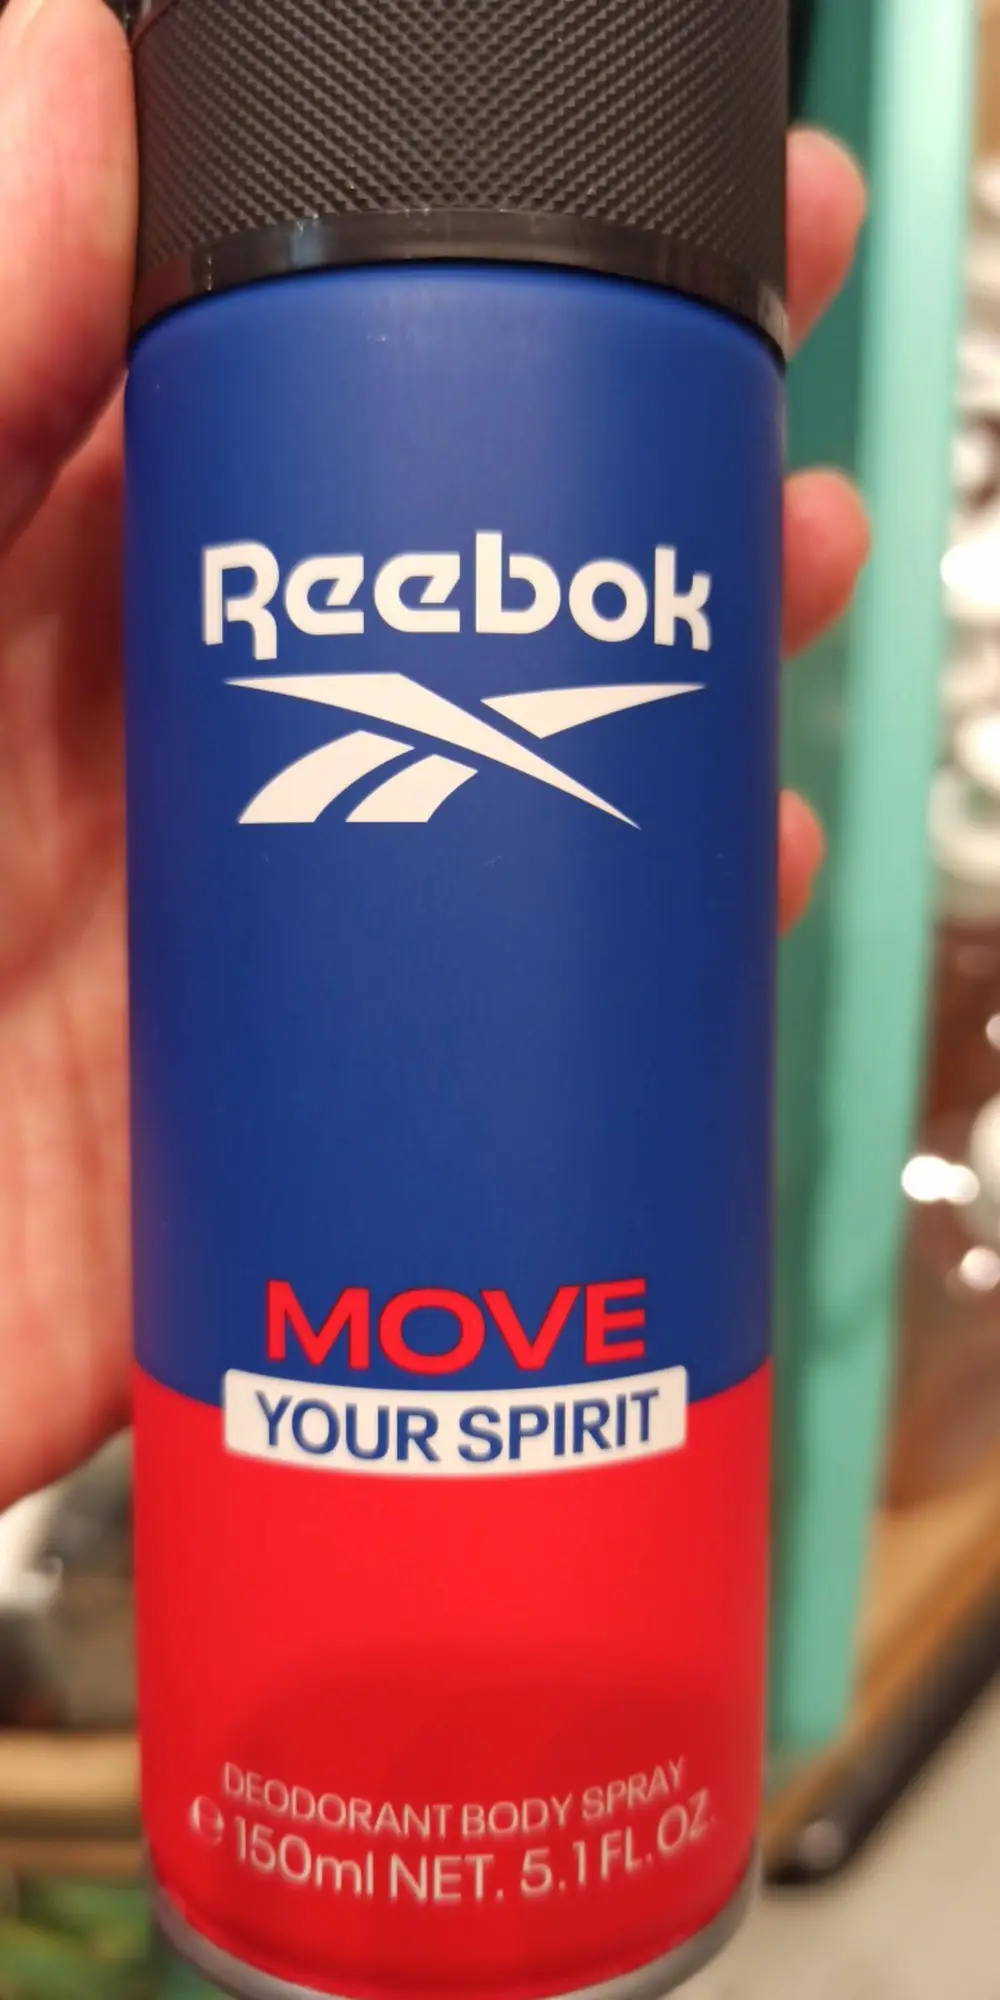 Reebok
MOVE
YOUR SPIRIT
DEODORANT BODY SPRAY
℮ 150ml NET. 5.1 FL. OZ.